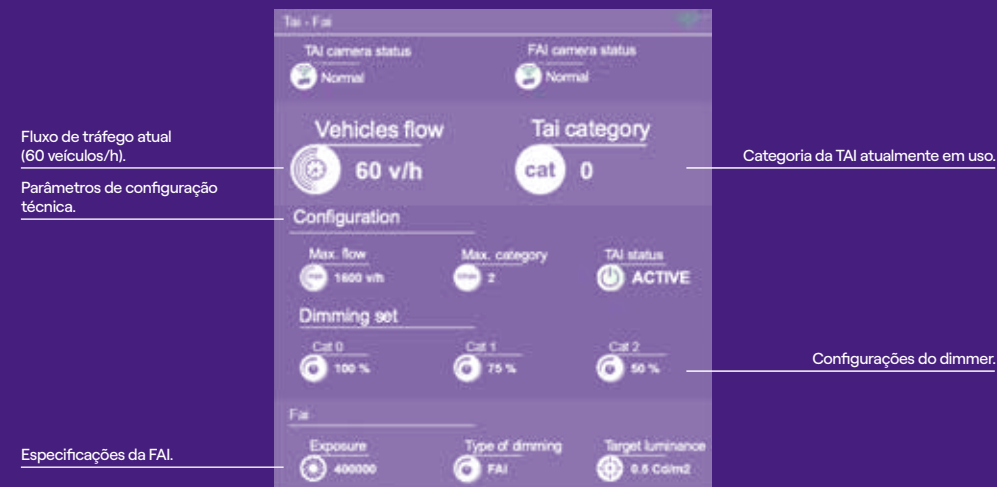 Tai - Fai
TAI camera status
FAI camera status
Normal
Normal
Fluxo de tráfego atual
(60 veículos/h).
Vehicles flow
60 v/h
Tai category
cat
0
Categoria da TAI atualmente em uso.
Parâmetros de configuração
técnica.
Configuration
Max. flow
1600 v/h
Max. category
2
TAI status
ACTIVE
Dimming set
Cat 0
100 %
Cat 1
75 %
Cat 2
50 %
Configurações do dimmer.
Fai
Especificações da FAI.
Exposure
400000
Type of dimming
FAI
Target luminance
0.5 Cd/m2